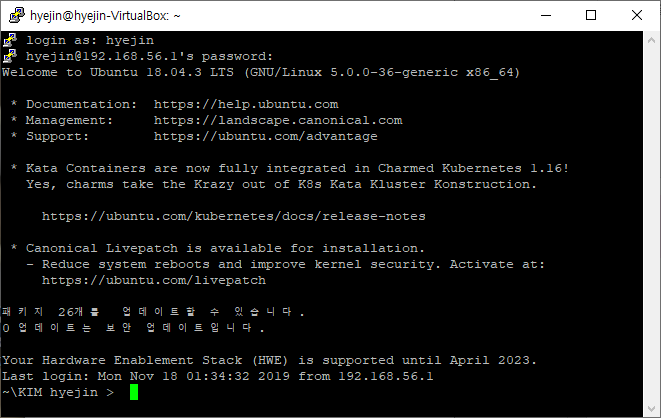 hyejin@hyejin-VirtualBox: ~
login as: hyejin
hyejin@192.168.56.1's password:
Welcome to Ubuntu 18.04.3 LTS (GNU/Linux 5.0.0-36-generic x86_64)
* Documentation:  https://help.ubuntu.com
* Management:     https://landscape.canonical.com
* Support:        https://ubuntu.com/advantage
* Kata Containers are now fully integrated in Charmed Kubernetes 1.16!
Yes, charms take the Krazy out of K8s Kata Kluster Konstruction.
https://ubuntu.com/kubernetes/docs/release-notes
* Canonical Livepatch is available for installation.
- Reduce system reboots and improve kernel security. Activate at:
https://ubuntu.com/livepatch
패키지 26개를 업데이트할 수 있습니다.
0 업데이트는 보안 업데이트입니다.
Your Hardware Enablement Stack (HWE) is supported until April 2023.
Last login: Mon Nov 18 01:34:32 2019 from 192.168.56.1
~\KIM hyejin >